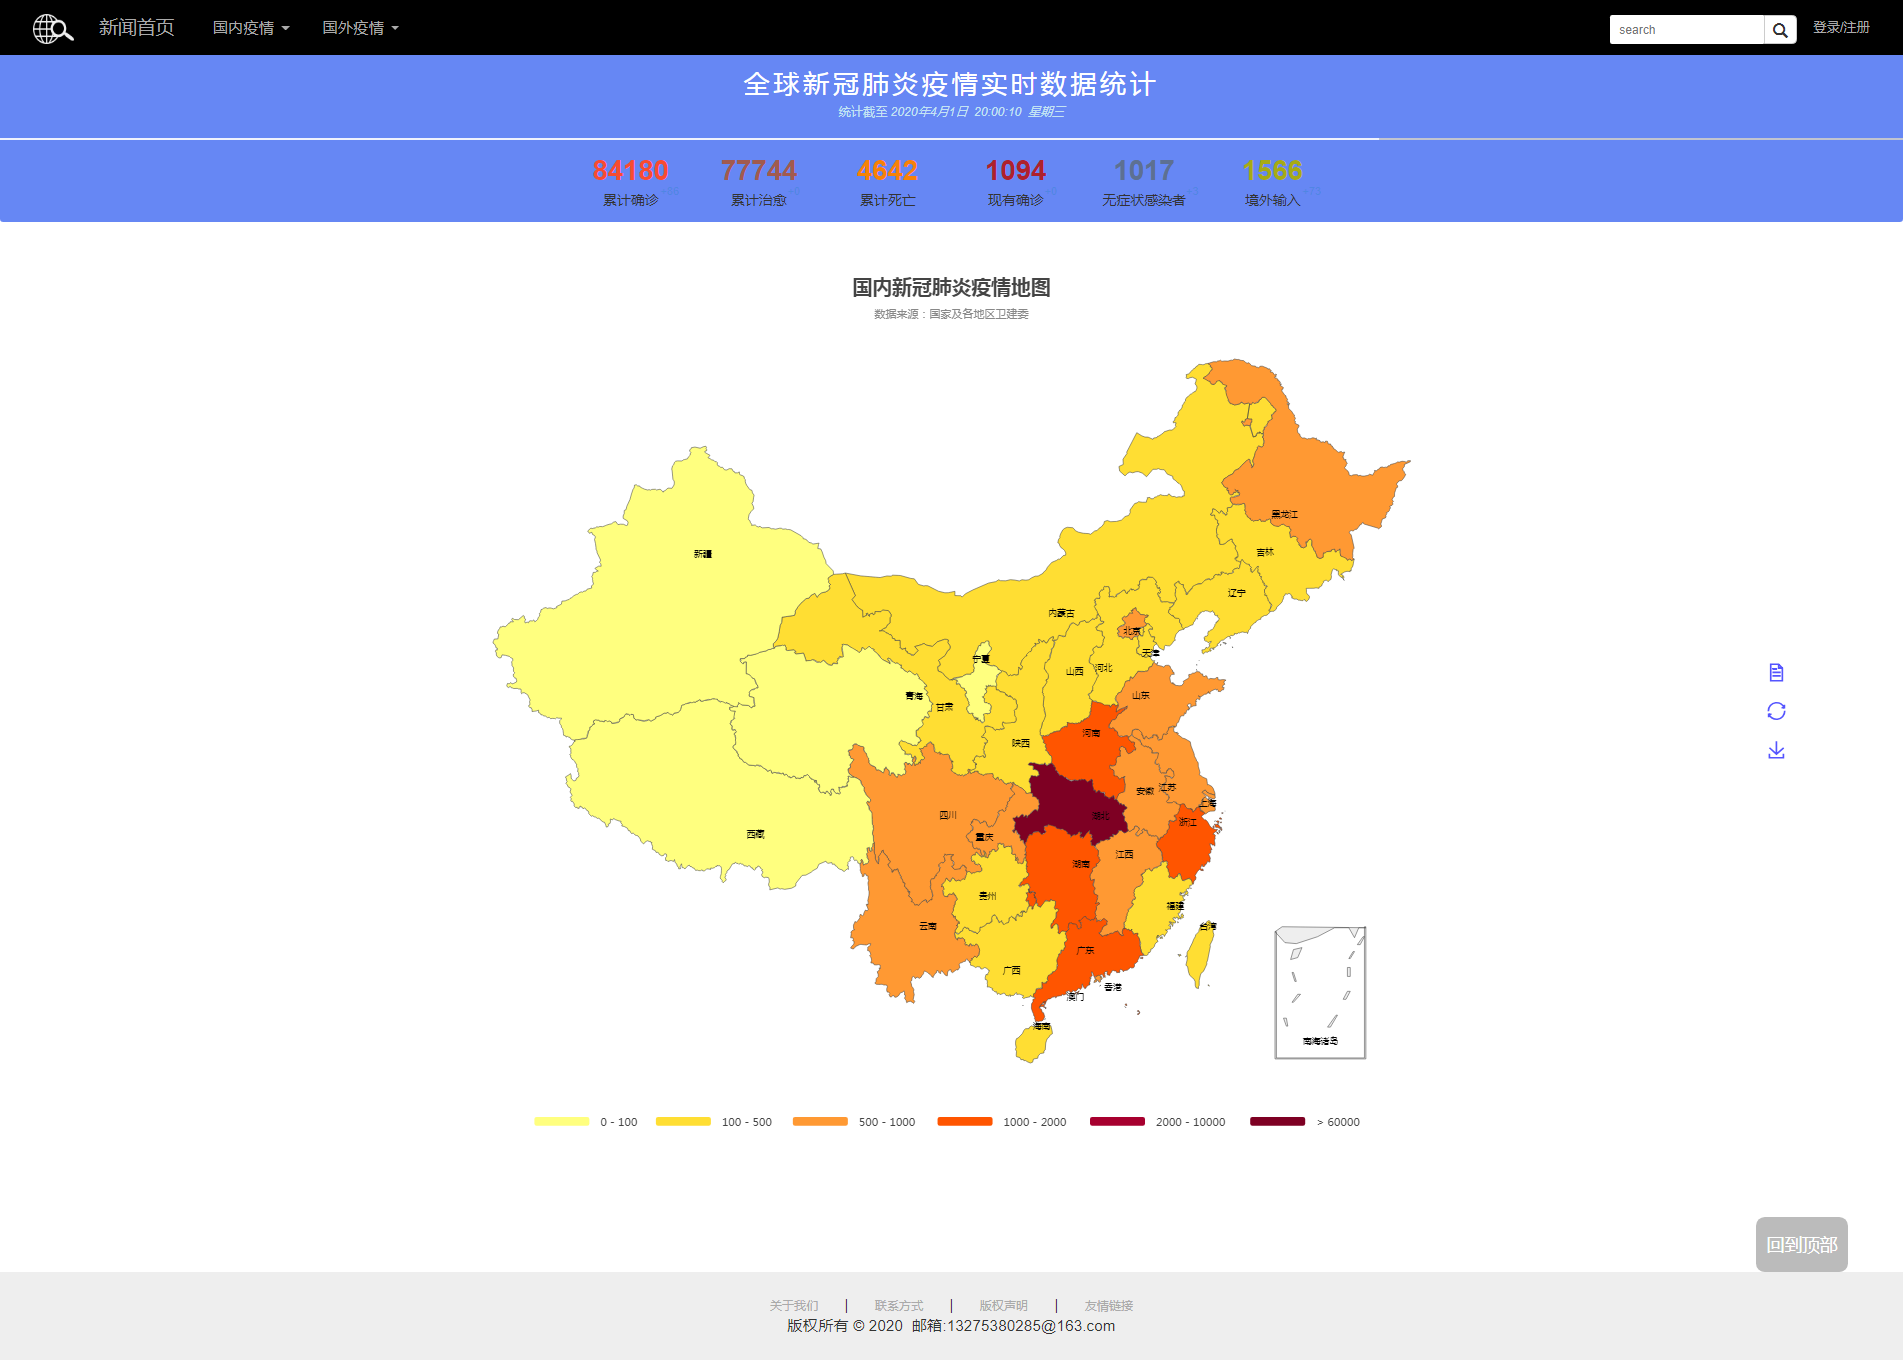 新闻首页 国内疫情 国外疫情 search 登录/注册
全球新冠肺炎疫情实时数据统计
统计截至 2020年4月1日 20:00:10 星期三
84180 77744 4642 1094 1017 1566
累计确诊 累计治愈 累计死亡 现有确诊 无症状感染者 境外输入
国内新冠肺炎疫情地图
数据来源：国家及各地区卫建委
黑龙江
吉林
新疆
辽宁
内蒙古
北京
天津
宁夏
山西
河北
青海
甘肃
山东
河南
陕西
安徽
江苏
上海
四川
湖北
浙江
西藏
重庆
江西
湖南
贵州
福建
云南
台湾
广东
广西
香港
澳门
海南
南海诸岛
0 - 100 100 - 500 500 - 1000 1000 - 2000 2000 - 10000 > 60000
回到顶部
关于我们 | 联系方式 | 版权声明 | 友情链接
版权所有 © 2020 邮箱:13275380285@163.com